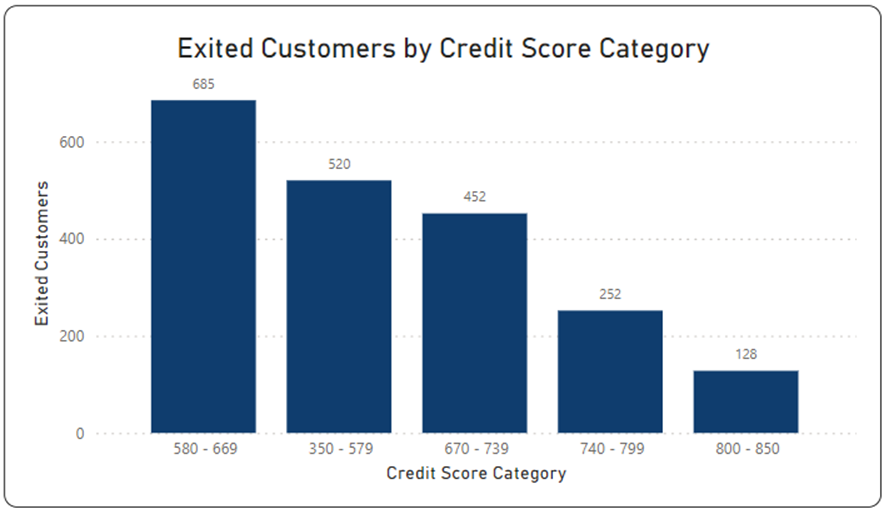 Exited Customers by Credit Score Category
685
520
452
252
128
600
400
200
0
Exited Customers
580 - 669
350 - 579
670 - 739
740 - 799
800 - 850
Credit Score Category